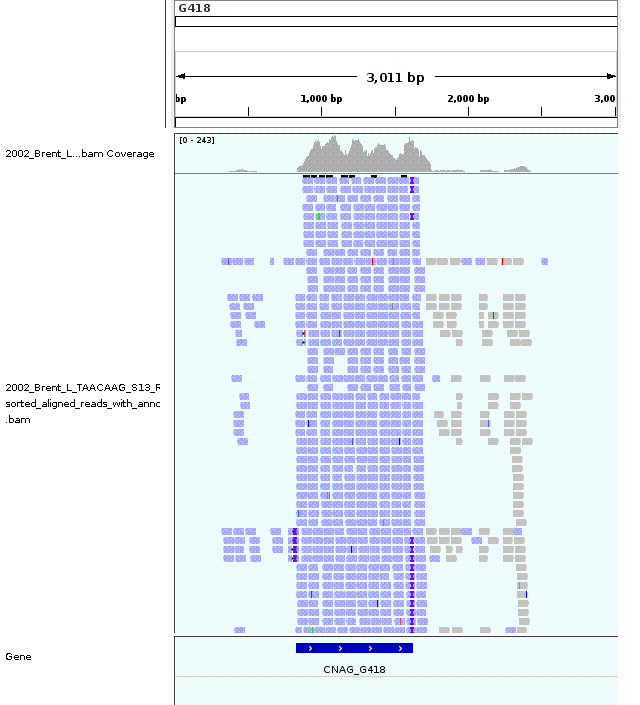 G418
3,011 bp
bp 1,000 bp 2,000 bp 3,00
[0 - 243]
2002_Brent_L...bam Coverage
2002_Brent_L_TAACAAG_S13_R
sorted_aligned_reads_with_annc
.bam
Gene
CNAG_G418